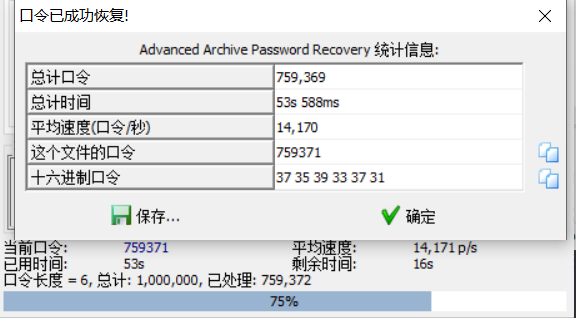 口令已成功恢复!
Advanced Archive Password Recovery 统计信息:
总计口令 759,369
总计时间 53s 588ms
平均速度(口令/秒) 14,170
这个文件的口令 759371
十六进制口令 37 35 39 33 37 31
保存... 确定
当前口令: 759371 平均速度: 14,171 p/s
已用时间: 53s 剩余时间: 16s
口令长度 = 6, 总计: 1,000,000, 已处理: 759,372
75%